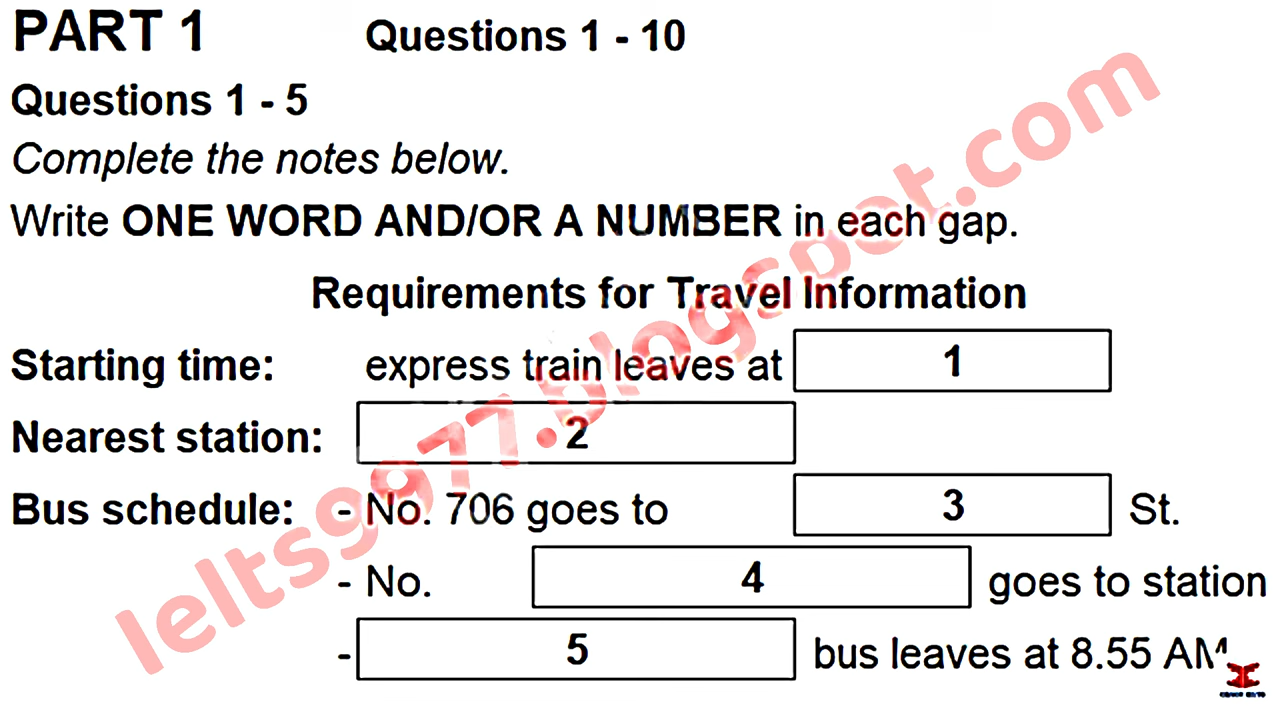 PART 1 Questions 1 - 10
Questions 1 - 5
Complete the notes below.
Write ONE WORD AND/OR A NUMBER in each gap.
Requirements for Travel Information
Starting time: express train leaves at 1
Nearest station: 2
Bus schedule: - No. 706 goes to 3 St.
- No. 4 goes to station
- 5 bus leaves at 8.55 AM
Ielts9977.blogspot.com